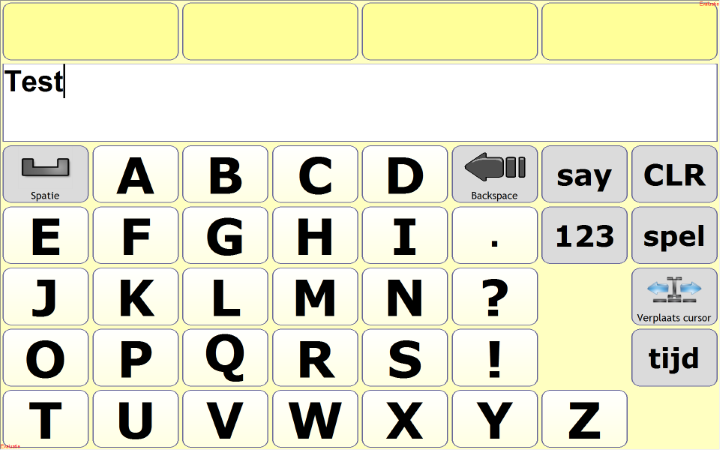 Test
Spatie A B C D Backspace say CLR
E F G H I . 123 spel
J K L M N ? Verplaats cursor
O P Q R S ! tijd
T U V W X Y Z